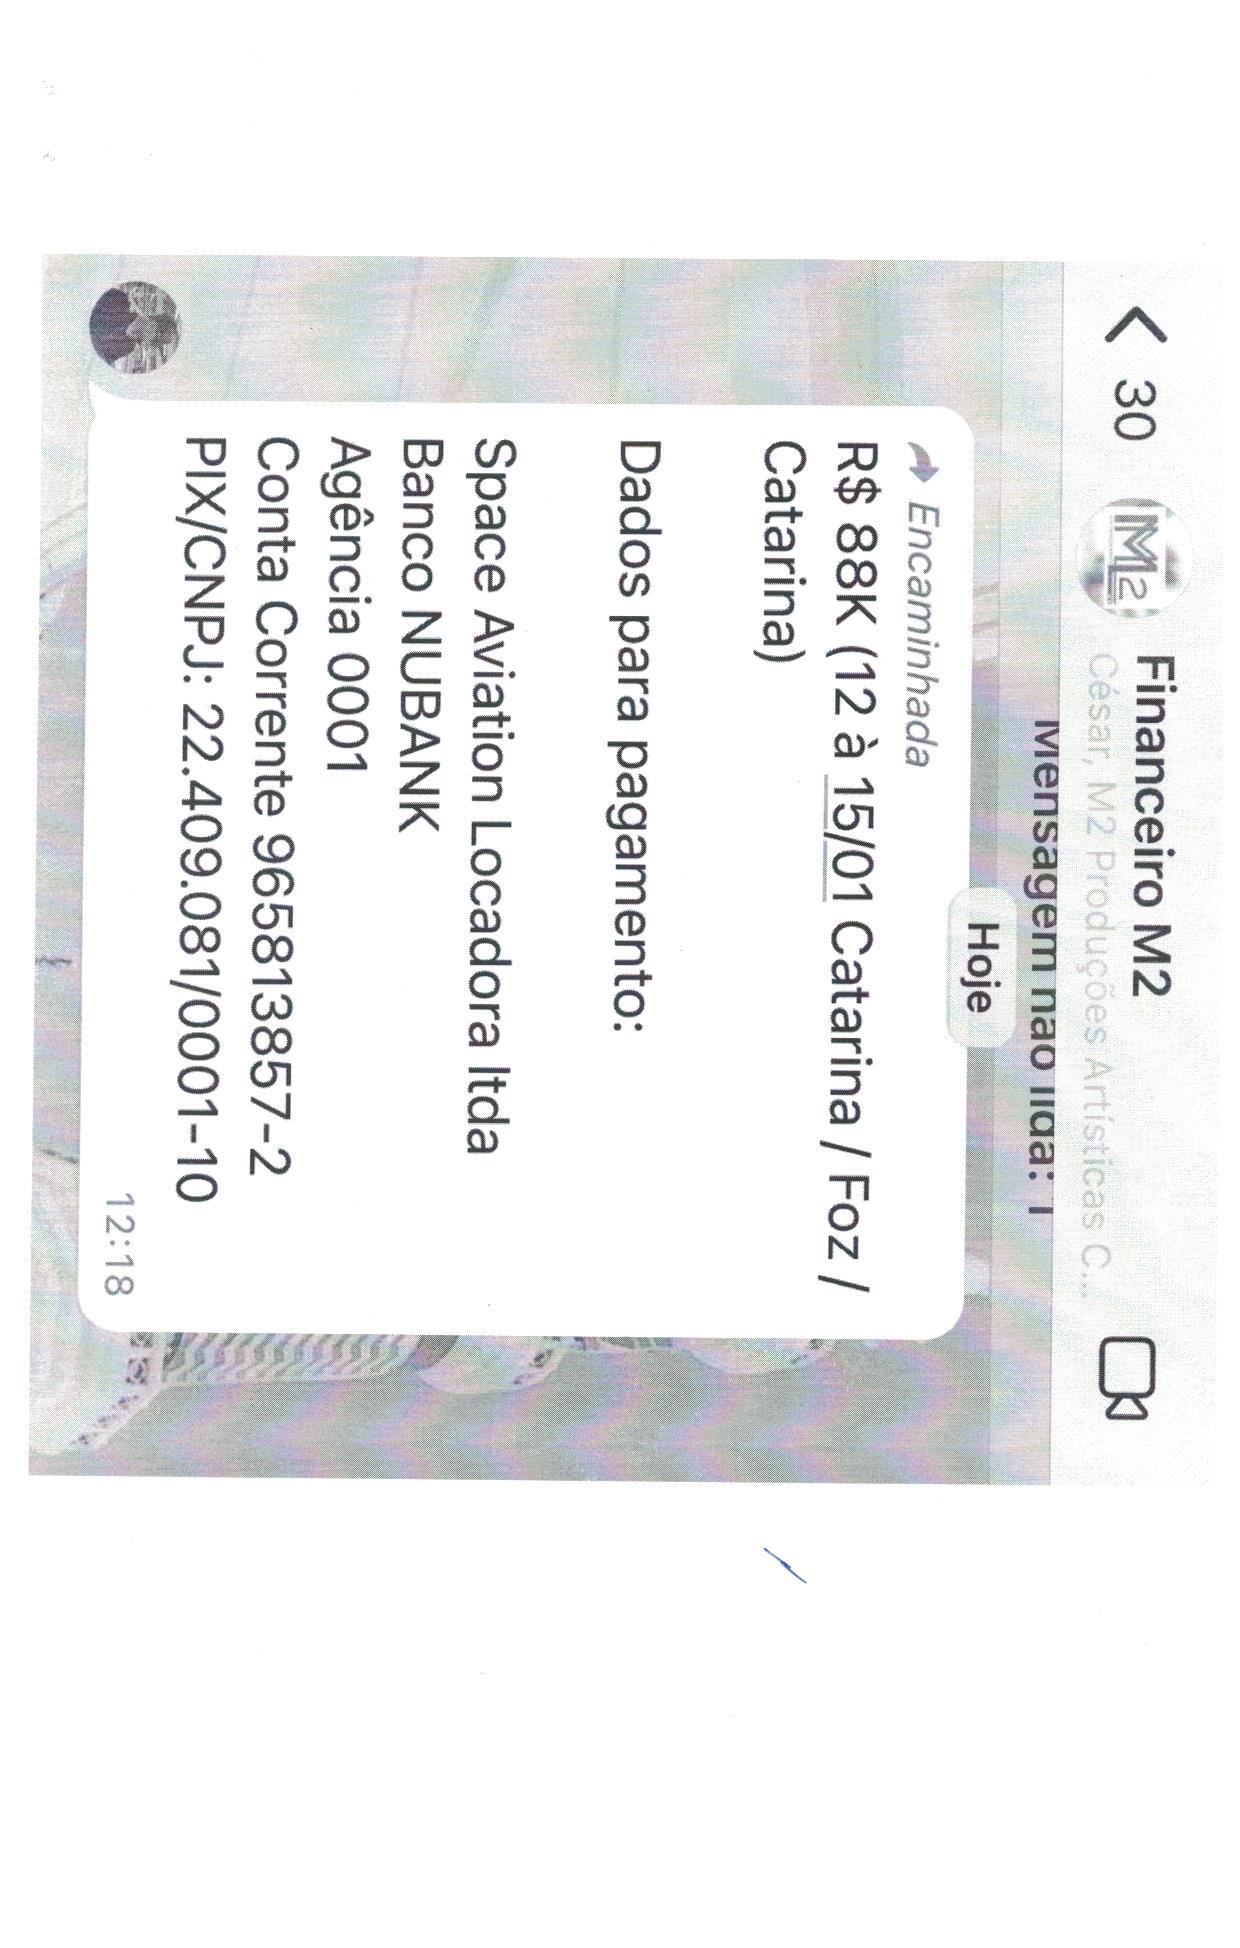 30
M2
Financeiro M2
César, M2 Produções Artísticas C...
Mensagem não lida: 1
Hoje
Encaminhada
R$ 88K (12 à 15/01 Catarina / Foz /
Catarina)
Dados para pagamento:
Space Aviation Locadora ltda
Banco NUBANK
Agência 0001
Conta Corrente 965813857-2
PIX/CNPJ: 22.409.081/0001-10
12:18